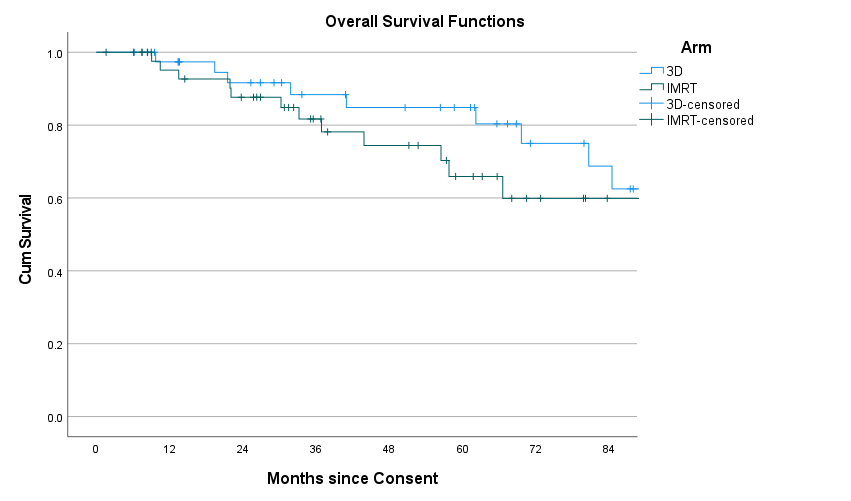 Overall Survival Functions
Arm
3D
IMRT
3D-censored
IMRT-censored
1.0
0.8
0.6
0.4
0.2
0.0
Cum Survival
0 12 24 36 48 60 72 84
Months since Consent